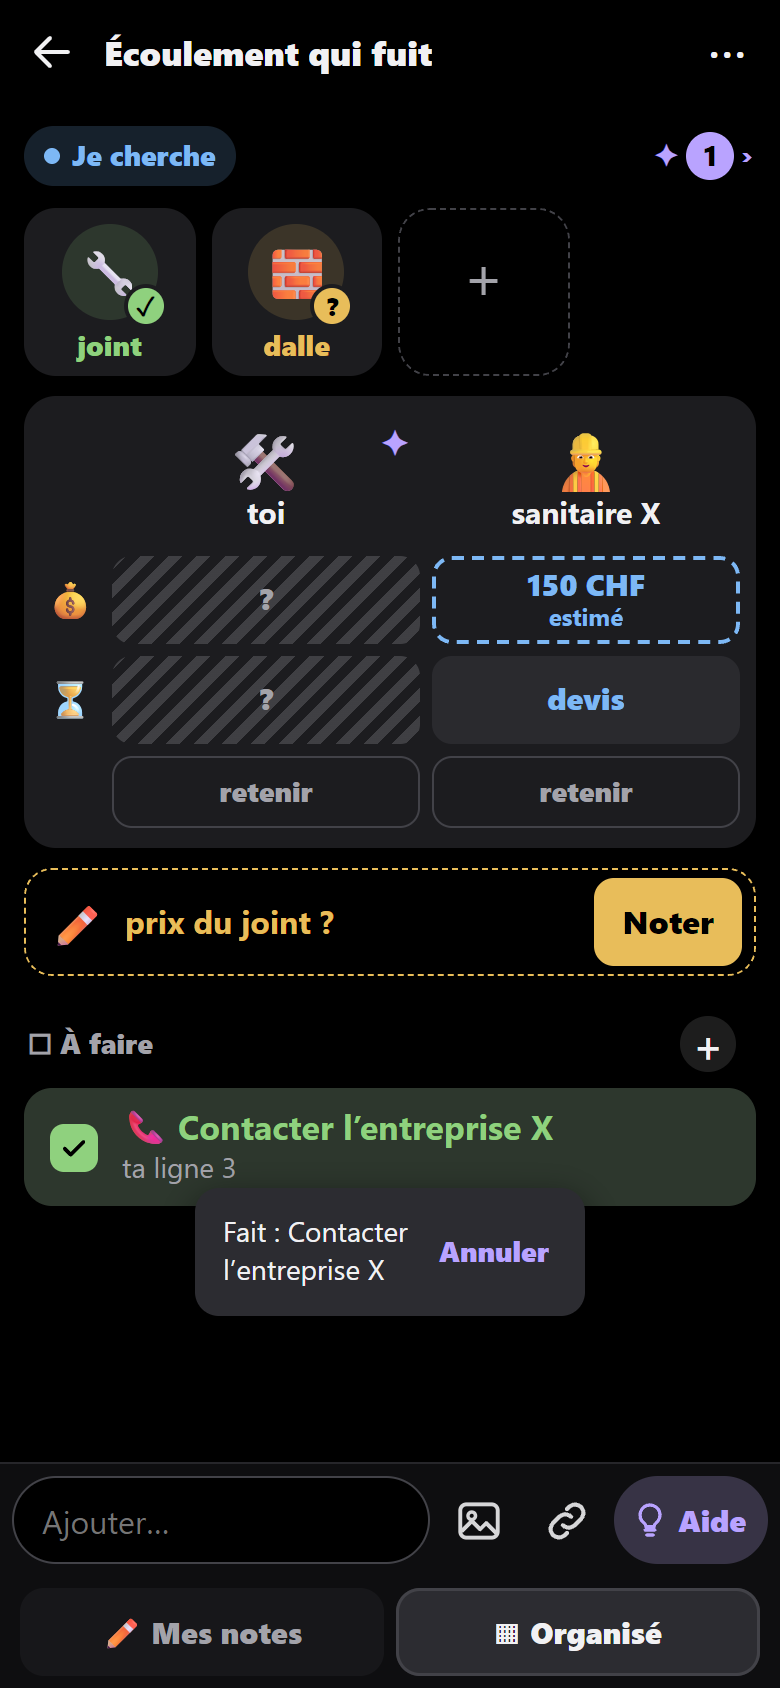 Écoulement qui fuit
Je cherche
1
joint
?
dalle
+
toi
sanitaire X
?
150 CHF
estimé
?
devis
retenir
retenir
prix du joint ?
Noter
À faire
+
Contacter l’entreprise X
ta ligne 3
Fait : Contacter
l’entreprise X
Annuler
Ajouter…
Aide
Mes notes
Organisé